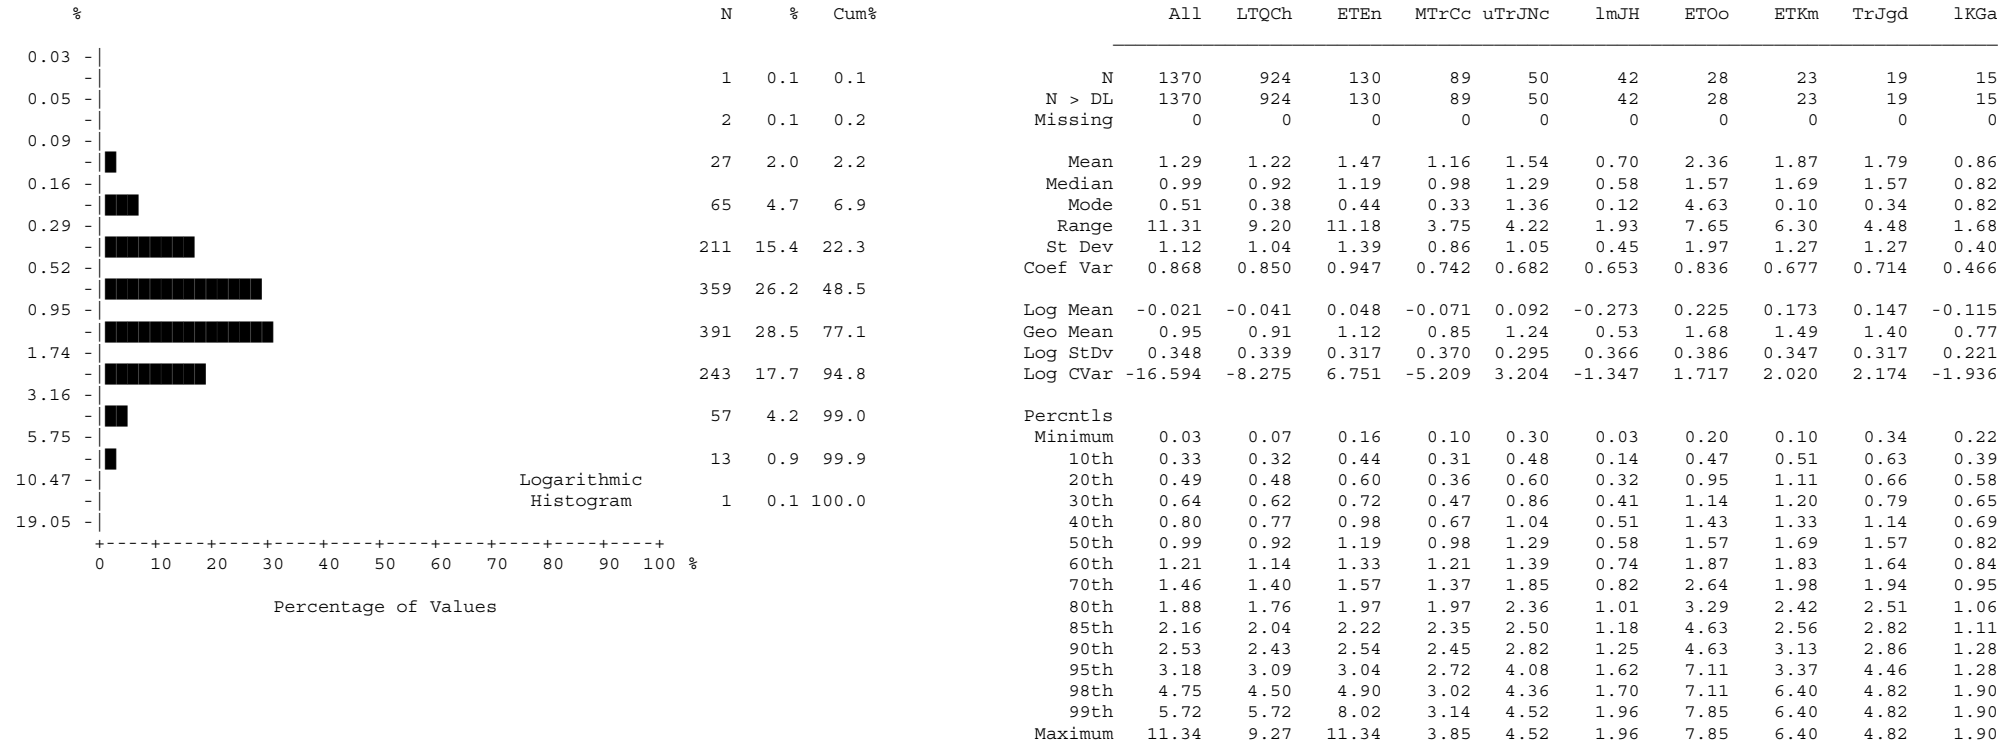 % N % Cum% All LTQCh ETEn MTrCc uTrJNc lmJH ETOo ETKm TrJgd lKGa
0.03 -|
-| 1 0.1 0.1 N 1370 924 130 89 50 42 28 23 19 15
0.05 -| N > DL 1370 924 130 89 50 42 28 23 19 15
-| 2 0.1 0.2 Missing 0 0 0 0 0 0 0 0 0 0
0.09 -|
-| 27 2.0 2.2 Mean 1.29 1.22 1.47 1.16 1.54 0.70 2.36 1.87 1.79 0.86
0.16 -| Median 0.99 0.92 1.19 0.98 1.29 0.58 1.57 1.69 1.57 0.82
-| 65 4.7 6.9 Mode 0.51 0.38 0.44 0.33 1.36 0.12 4.63 0.10 0.34 0.82
0.29 -| Range 11.31 9.20 11.18 3.75 4.22 1.93 7.65 6.30 4.48 1.68
-| 211 15.4 22.3 St Dev 1.12 1.04 1.39 0.86 1.05 0.45 1.97 1.27 1.27 0.40
0.52 -| Coef Var 0.868 0.850 0.947 0.742 0.682 0.653 0.836 0.677 0.714 0.466
-| 359 26.2 48.5
0.95 -| Log Mean -0.021 -0.041 0.048 -0.071 0.092 -0.273 0.225 0.173 0.147 -0.115
-| 391 28.5 77.1 Geo Mean 0.95 0.91 1.12 0.85 1.24 0.53 1.68 1.49 1.40 0.77
1.74 -| Log StDv 0.348 0.339 0.317 0.370 0.295 0.366 0.386 0.347 0.317 0.221
-| 243 17.7 94.8 Log CVar -16.594 -8.275 6.751 -5.209 3.204 -1.347 1.717 2.020 2.174 -1.936
3.16 -|
-| 57 4.2 99.0 Percntls
5.75 -| Minimum 0.03 0.07 0.16 0.10 0.30 0.03 0.20 0.10 0.34 0.22
-| 13 0.9 99.9 10th 0.33 0.32 0.44 0.31 0.48 0.14 0.47 0.51 0.63 0.39
10.47 -| Logarithmic 20th 0.49 0.48 0.60 0.36 0.60 0.32 0.95 1.11 0.66 0.58
-| Histogram 1 0.1 100.0 30th 0.64 0.62 0.72 0.47 0.86 0.41 1.14 1.20 0.79 0.65
19.05 -| 40th 0.80 0.77 0.98 0.67 1.04 0.51 1.43 1.33 1.14 0.69
+----+----+----+----+----+----+----+----+----+----+ 50th 0.99 0.92 1.19 0.98 1.29 0.58 1.57 1.69 1.57 0.82
0 10 20 30 40 50 60 70 80 90 100 % 60th 1.21 1.14 1.33 1.21 1.39 0.74 1.87 1.83 1.64 0.84
70th 1.46 1.40 1.57 1.37 1.85 0.82 2.64 1.98 1.94 0.95
Percentage of Values 80th 1.88 1.76 1.97 1.97 2.36 1.01 3.29 2.42 2.51 1.06
85th 2.16 2.04 2.22 2.35 2.50 1.18 4.63 2.56 2.82 1.11
90th 2.53 2.43 2.54 2.45 2.82 1.25 4.63 3.13 2.86 1.28
95th 3.18 3.09 3.04 2.72 4.08 1.62 7.11 3.37 4.46 1.28
98th 4.75 4.50 4.90 3.02 4.36 1.70 7.11 6.40 4.82 1.90
99th 5.72 5.72 8.02 3.14 4.52 1.96 7.85 6.40 4.82 1.90
Maximum 11.34 9.27 11.34 3.85 4.52 1.96 7.85 6.40 4.82 1.90